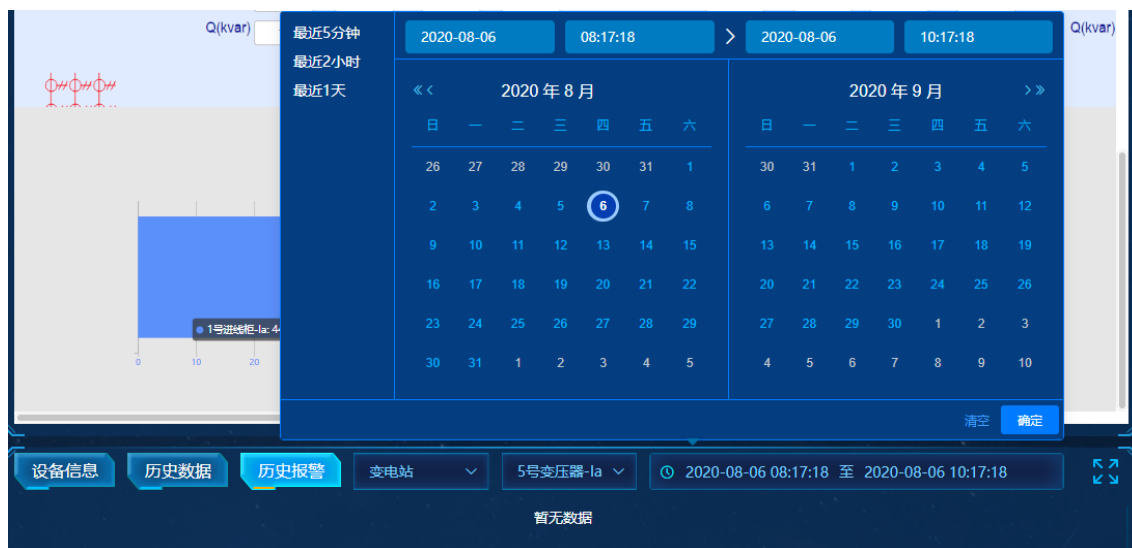 Q(kvar)
0 10 20
1号进线柜-Ia: 4
最近5分钟
最近2小时
最近1天
2020-08-06 08:17:18 > 2020-08-06 10:17:18
Q(kvar)
« < 2020 年 8 月
日 一 二 三 四 五 六
26 27 28 29 30 31 1
2 3 4 5 6 7 8
9 10 11 12 13 14 15
16 17 18 19 20 21 22
23 24 25 26 27 28 29
30 31 1 2 3 4 5
2020 年 9 月 > »
日 一 二 三 四 五 六
30 31 1 2 3 4 5
6 7 8 9 10 11 12
13 14 15 16 17 18 19
20 21 22 23 24 25 26
27 28 29 30 1 2 3
4 5 6 7 8 9 10
清空 确定
设备信息 历史数据 历史报警 变电站 5号变压器-Ia 2020-08-06 08:17:18 至 2020-08-06 10:17:18
暂无数据